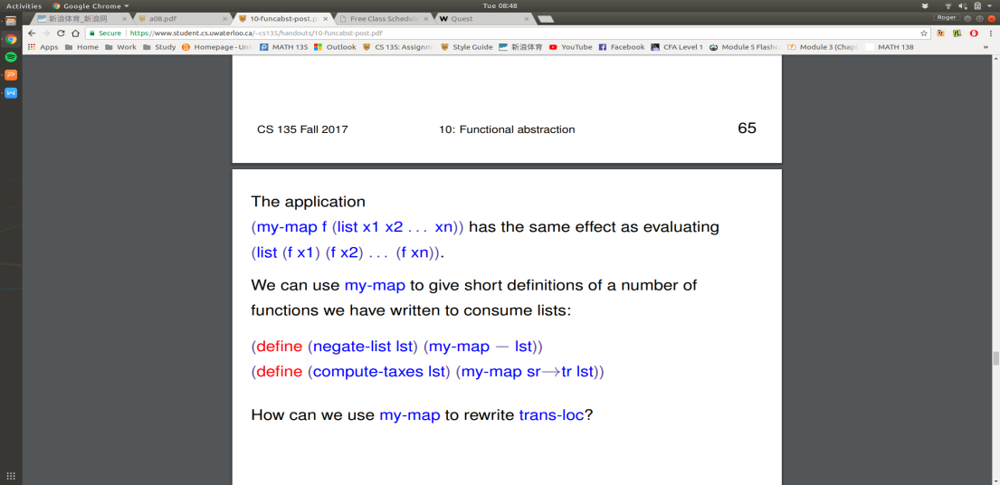 Activities Google Chrome Tue 08:48
新浪体育_新浪网 a08.pdf 10-funcabst-post.p Free Class Schedul Quest Roger
Secure https://www.student.cs.uwaterloo.ca/~cs135/handouts/10-funcabst-post.pdf
Apps Home Work Study Homepage - Uni MATH 135 Outlook CS 135: Assignm Style Guide 新浪体育 YouTube Facebook CFA Level 1 Module 5 Flash Module 3 (Chap MATH 138 »
CS 135 Fall 2017 10: Functional abstraction 65
The application
(my-map f (list x1 x2 . . . xn)) has the same effect as evaluating
(list (f x1) (f x2) . . . (f xn)).
We can use my-map to give short definitions of a number of
functions we have written to consume lists:
(define (negate-list lst) (my-map − lst))
(define (compute-taxes lst) (my-map sr→tr lst))
How can we use my-map to rewrite trans-loc?